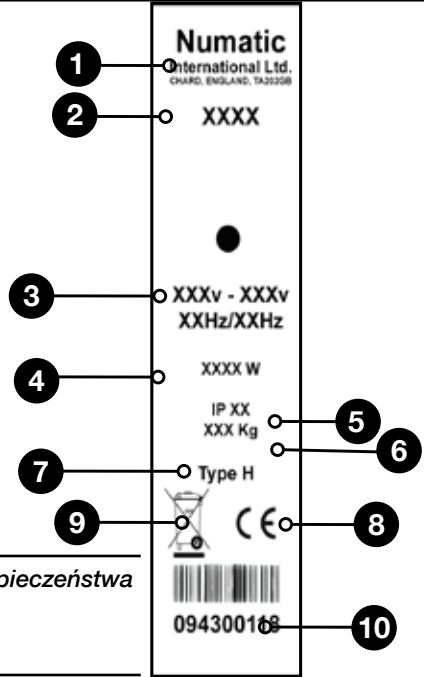 Numatic
International Ltd.
CHARD, ENGLAND, TA202GB
1
2
XXXX
3
XXXv - XXXv
XXHz/XXHz
4
XXXX W
IP XX
5
XXX Kg
6
7
Type H
9
CE
8
pieczeństwa
094300118
10